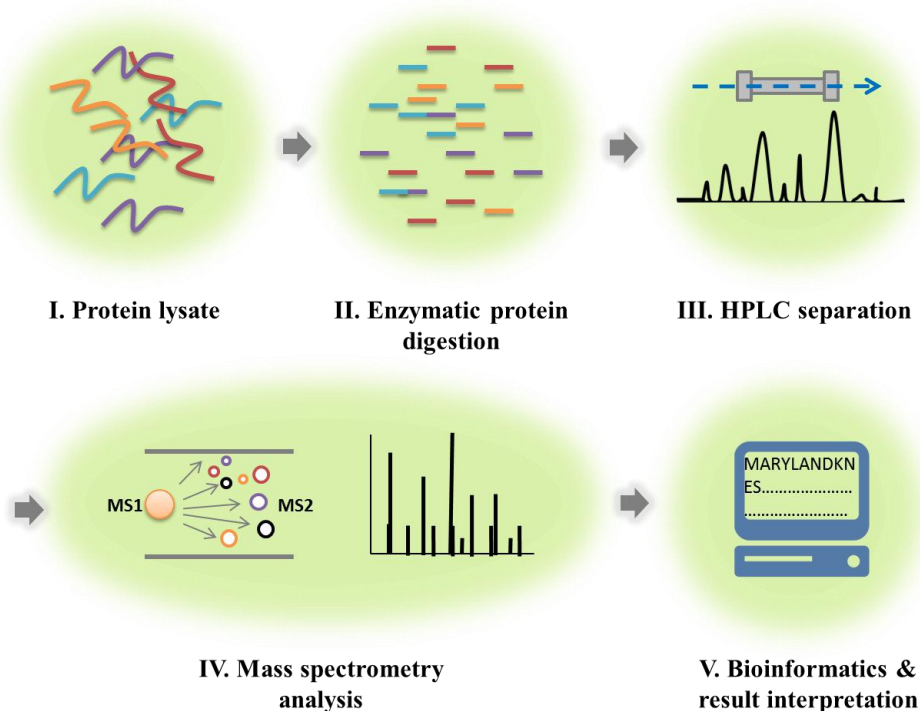 I. Protein lysate
II. Enzymatic protein
digestion
III. HPLC separation
MS1
MS2
IV. Mass spectrometry
analysis
MARYLANDKN
ES.....................
..........................
V. Bioinformatics &
result interpretation